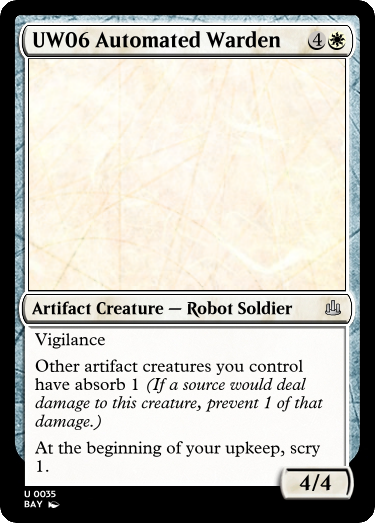 UW06 Automated Warden 4
Artifact Creature — Robot Soldier
Vigilance
Other artifact creatures you control
have absorb 1 (If a source would deal
damage to this creature, prevent 1 of that
damage.)
At the beginning of your upkeep, scry
1.
4/4
U 0035
BAY